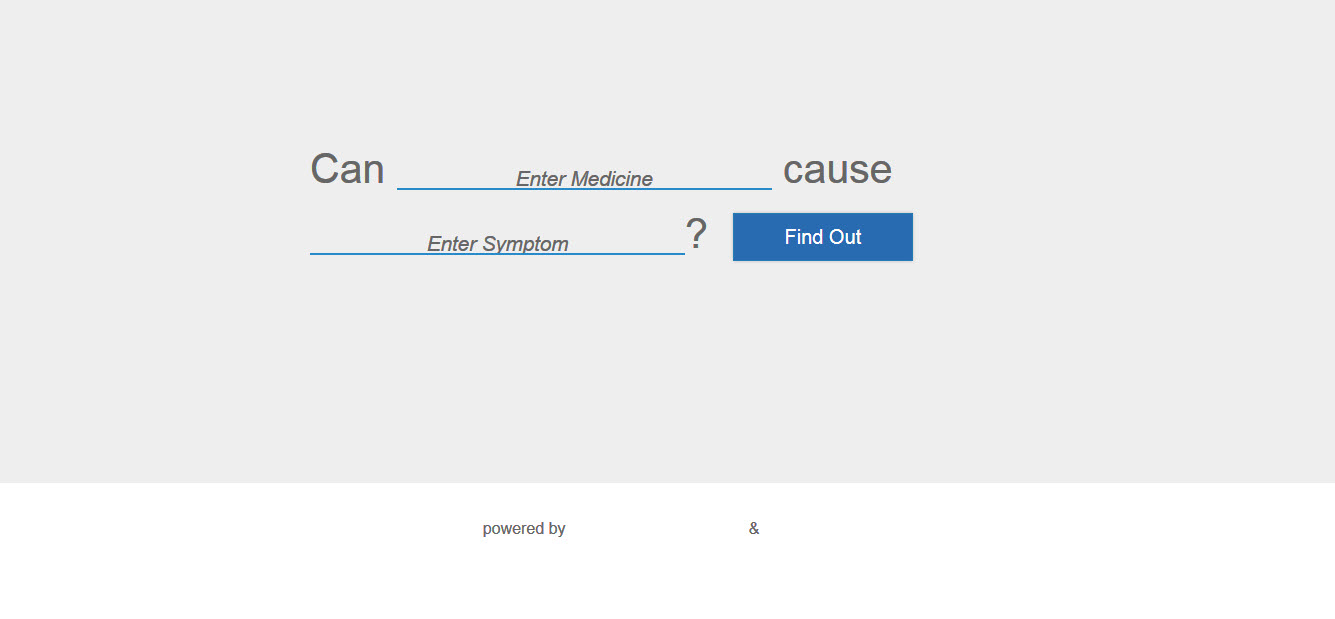 Can Enter Medicine cause
Enter Symptom? Find Out
powered by &